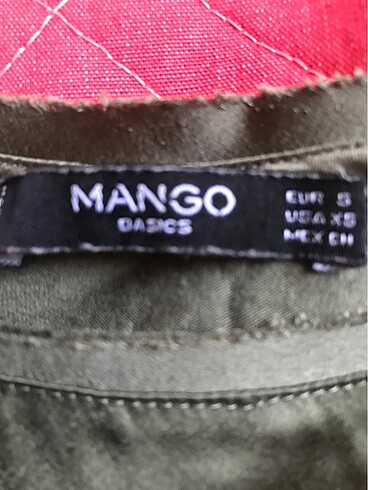 MANGO
BASICS
EUR S
USA XS
MEX CH